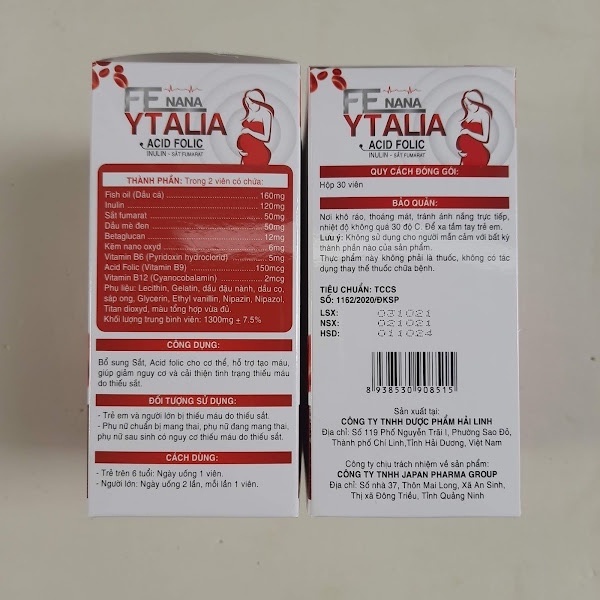 FE NANA
YTALIA
ACID FOLIC
INULIN - SẮT FUMARAT
THÀNH PHẦN: Trong 2 viên có chứa:
Fish oil (Dầu cá) 160mg
Inulin 120mg
Sắt fumarat 50mg
Dầu mè đen 50mg
Betaglucan 12mg
Kẽm nano oxyd 6mg
Vitamin B6 (Pyridoxin hydroclorid) 5mg
Acid Folic (Vitamin B9) 150mcg
Vitamin B12 (Cyanocobalamin) 2mcg
Phụ liệu: Lecithin, Gelatin, dầu đậu nành, dầu cọ,
sáp ong, Glycerin, Ethyl vanillin, Nipazin, Nipazol,
Titan dioxyd, màu tổng hợp vừa đủ.
Khối lượng trung bình viên: 1300mg ± 7.5%
CÔNG DỤNG:
Bổ sung Sắt, Acid folic cho cơ thể, hỗ trợ tạo máu,
giúp giảm nguy cơ và cải thiện tình trạng thiếu máu
do thiếu sắt.
ĐỐI TƯỢNG SỬ DỤNG:
- Trẻ em và người lớn bị thiếu máu do thiếu sắt.
- Phụ nữ chuẩn bị mang thai, phụ nữ đang mang thai,
phụ nữ sau sinh có nguy cơ thiếu máu do thiếu sắt.
CÁCH DÙNG:
- Trẻ trên 6 tuổi: Ngày uống 1 viên.
- Người lớn: Ngày uống 2 lần, mỗi lần 1 viên.
FE NANA
YTALIA
ACID FOLIC
INULIN - SẮT FUMARAT
QUY CÁCH ĐÓNG GÓI:
Hộp 30 viên
BẢO QUẢN:
Nơi khô ráo, thoáng mát, tránh ánh nắng trực tiếp,
nhiệt độ không quá 30 độ C. Để xa tầm tay trẻ em.
Lưu ý: Không sử dụng cho người mẫn cảm với bất kỳ
thành phần nào của sản phẩm.
Thực phẩm này không phải là thuốc, không có tác
dụng thay thế thuốc chữa bệnh.
TIÊU CHUẨN: TCCS
SỐ: 1162/2020/ĐKSP
LSX: 031021
NSX: 021021
HSD: 011024
8 938530 908515
Sản xuất tại:
CÔNG TY TNHH DƯỢC PHẨM HẢI LINH
Địa chỉ: Số 119 Phố Nguyễn Trãi I, Phường Sao Đỏ,
Thành phố Chí Linh,Tỉnh Hải Dương, Việt Nam
Công ty chịu trách nhiệm về sản phẩm:
CÔNG TY TNHH JAPAN PHARMA GROUP
Địa chỉ: Số nhà 37, Thôn Mai Long, Xã An Sinh,
Thị xã Đông Triều, Tỉnh Quảng Ninh